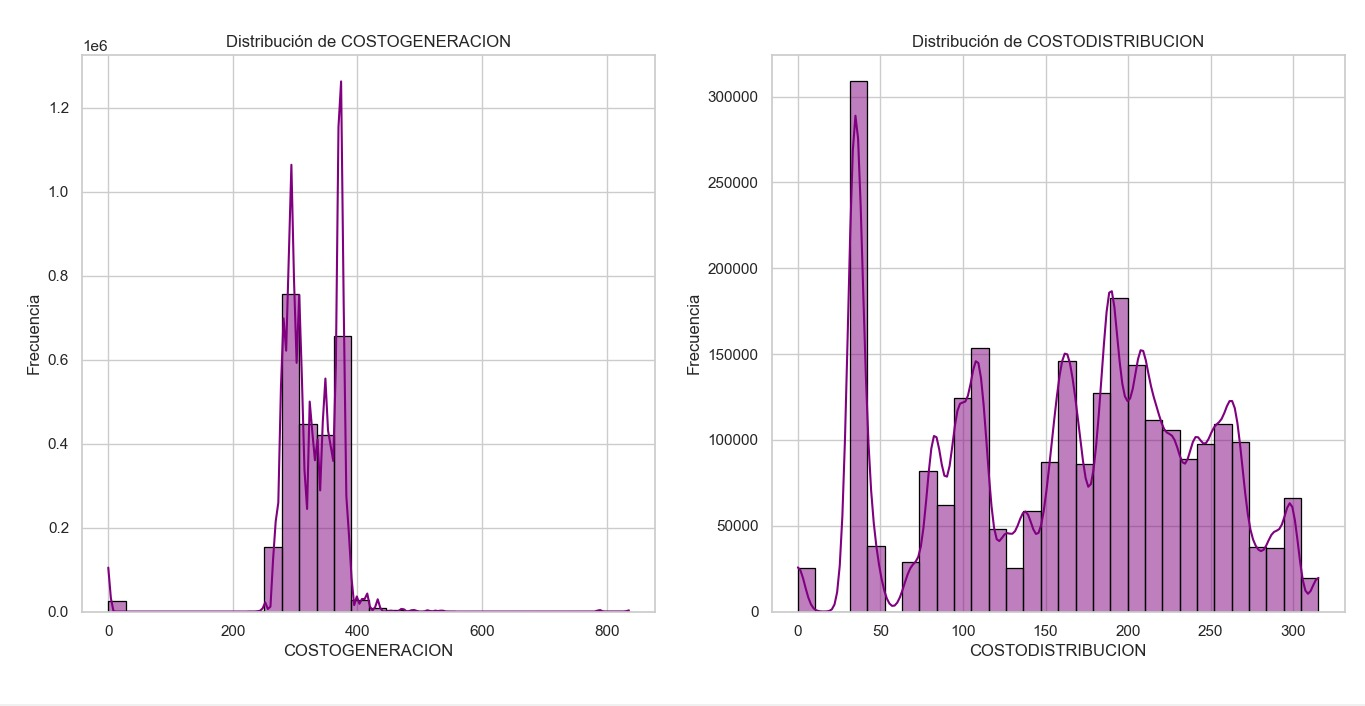 Distribución de COSTOGENERACION
1e6
1.2
1.0
0.8
0.6
0.4
0.2
0.0
Frecuencia
0 200 400 600 800
COSTOGENERACION
Distribución de COSTODISTRIBUCION
300000
250000
200000
150000
100000
50000
0
Frecuencia
0 50 100 150 200 250 300
COSTODISTRIBUCION